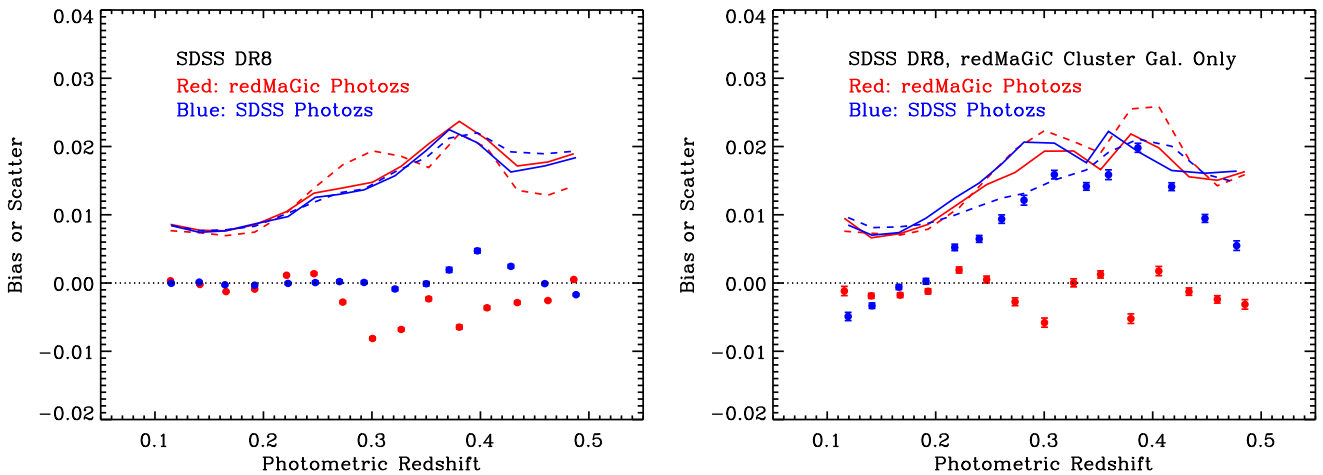 0.04
0.03
0.02
0.01
0.00
−0.01
−0.02
Bias or Scatter
SDSS DR8
Red: redMaGic Photozs
Blue: SDSS Photozs
0.1 0.2 0.3 0.4 0.5
Photometric Redshift
0.04
0.03
0.02
0.01
0.00
−0.01
−0.02
Bias or Scatter
SDSS DR8, redMaGiC Cluster Gal. Only
Red: redMaGic Photozs
Blue: SDSS Photozs
0.1 0.2 0.3 0.4 0.5
Photometric Redshift